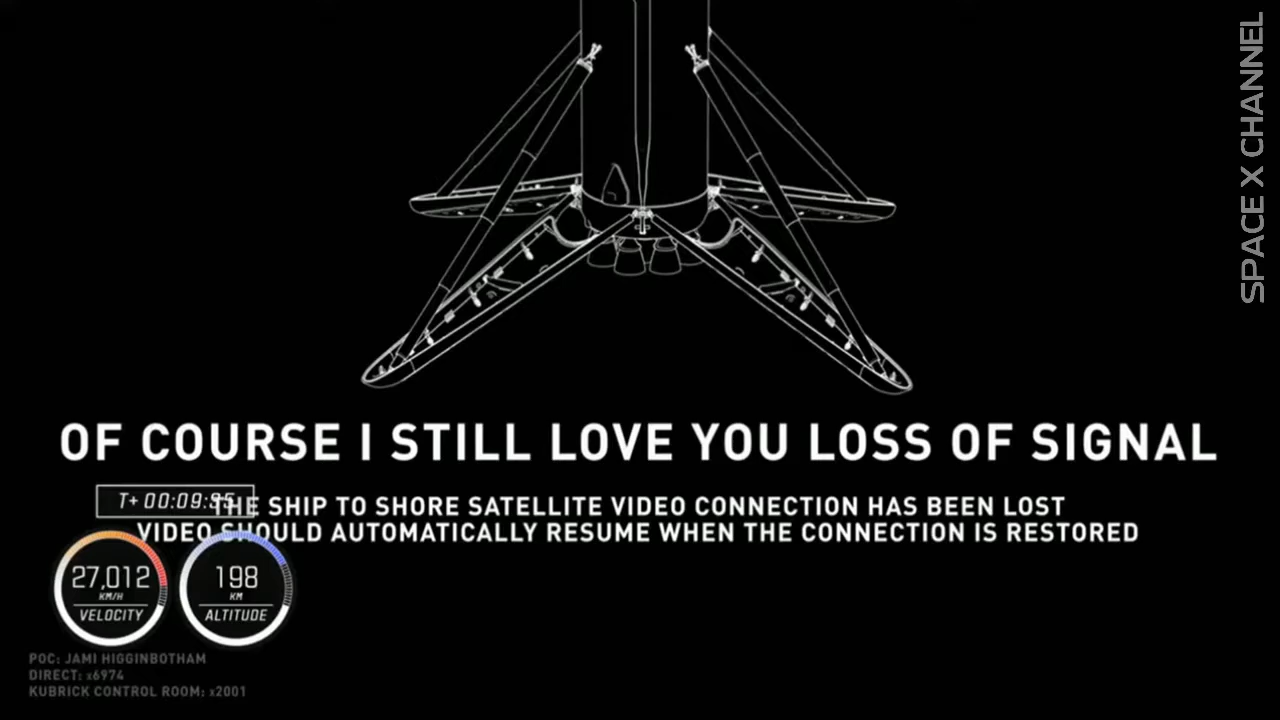 SPACE X CHANNEL
OF COURSE I STILL LOVE YOU LOSS OF SIGNAL
THE SHIP TO SHORE SATELLITE VIDEO CONNECTION HAS BEEN LOST
VIDEO SHOULD AUTOMATICALLY RESUME WHEN THE CONNECTION IS RESTORED
T+ 00:09:
27,012
KM/H
VELOCITY
198
KM
ALTITUDE
POC: JAMI HIGGINBOTHAM
DIRECT: x6974
KUBRICK CONTROL ROOM: x2001